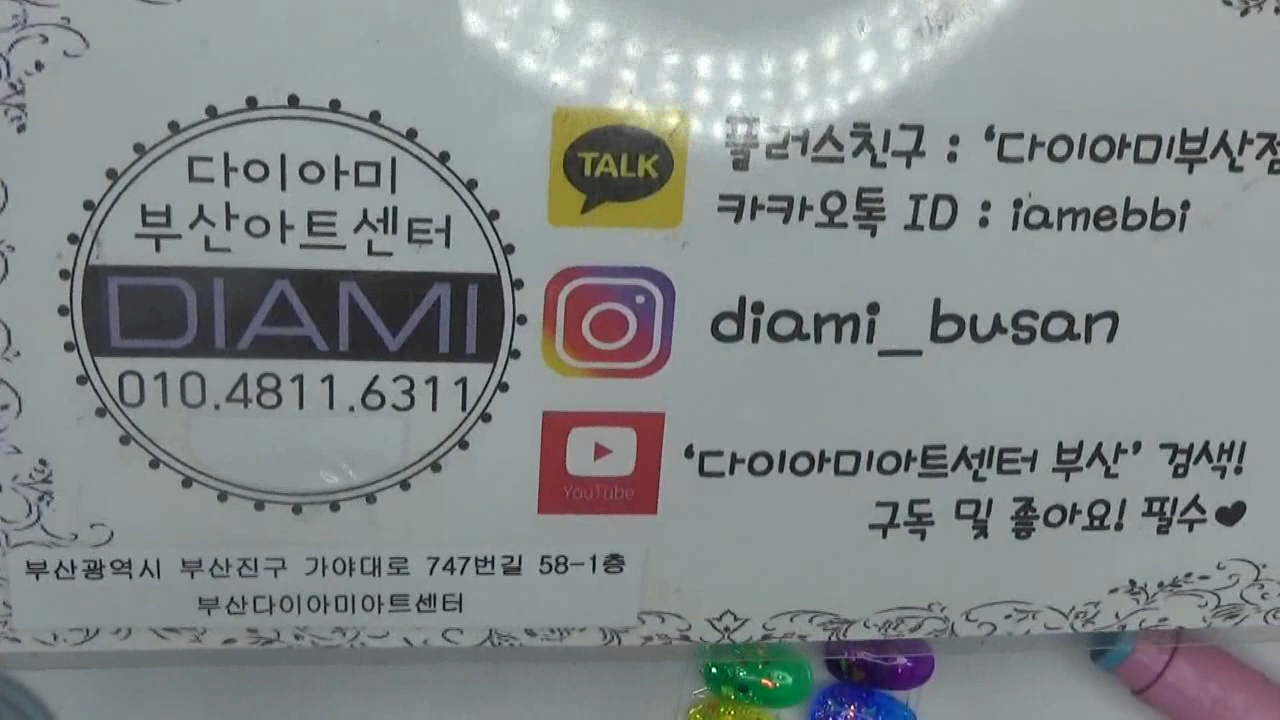 다이아미
부산아트센터
DIAMI
010.4811.6311
TALK
플러스친구 : ‘다이아미부산점
카카오톡 ID : iamebbi
diami_busan
YouTube
‘다이아미아트센터 부산’ 검색!
구독 및 좋아요! 필수♥
부산광역시 부산진구 가야대로 747번길 58-1층
부산다이아미아트센터